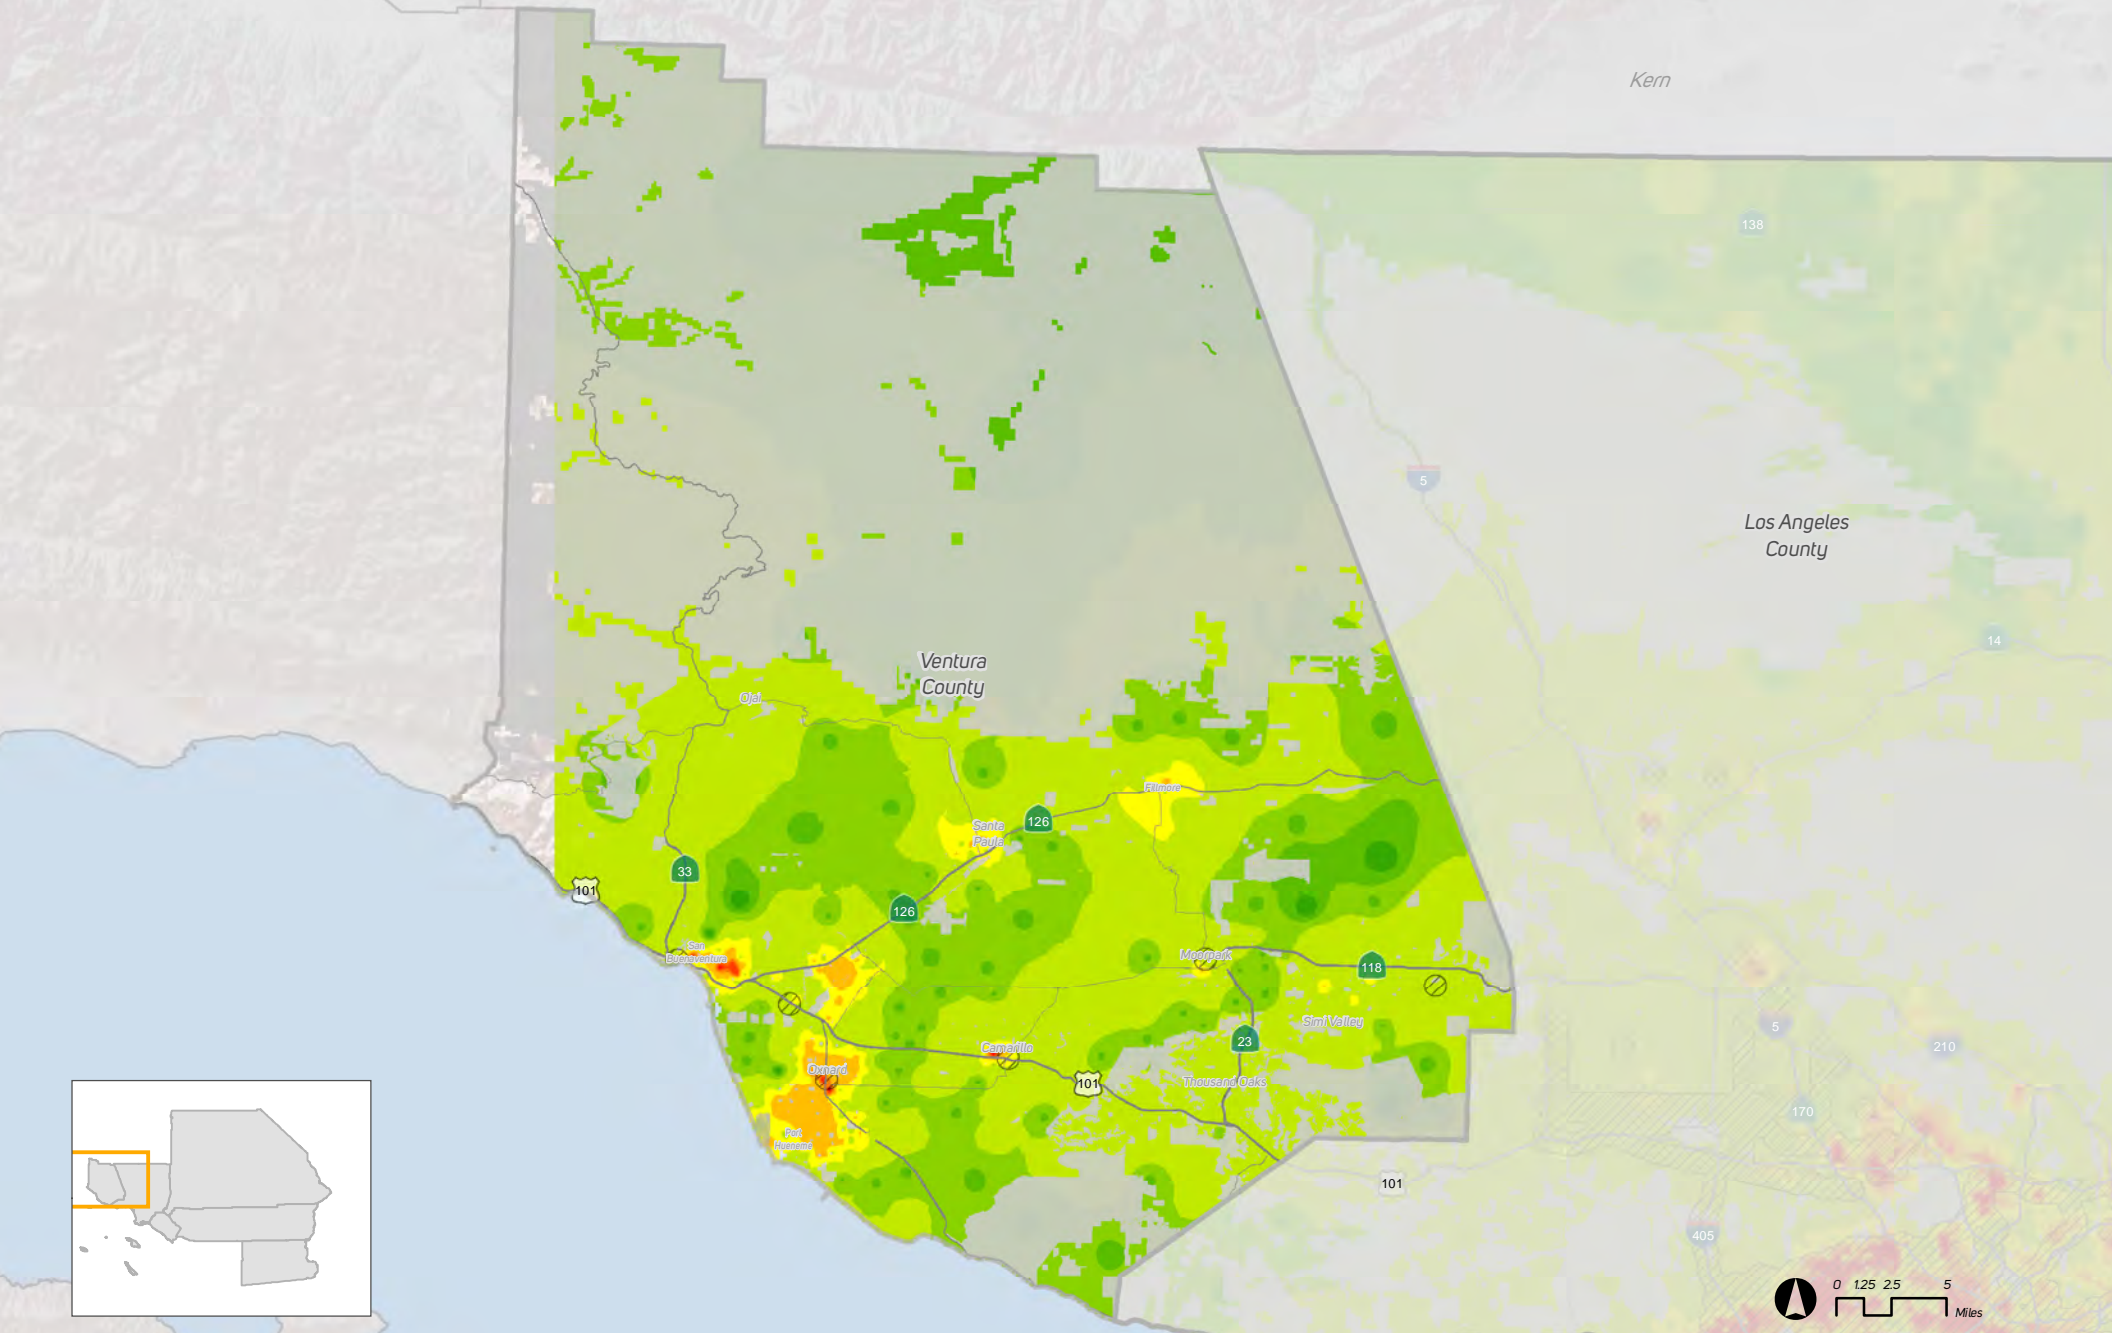 Kern
138
5
Los Angeles
County
14
Ventura
County
Ojai
Fillmore
126
Santa
Paula
33
101
126
San
Buenaventura
Moorpark
118
Simi Valley
5
23
210
Camarillo
Oxnard
101
Thousand Oaks
170
Port
Hueneme
101
405
0 1.25 2.5 5
Miles